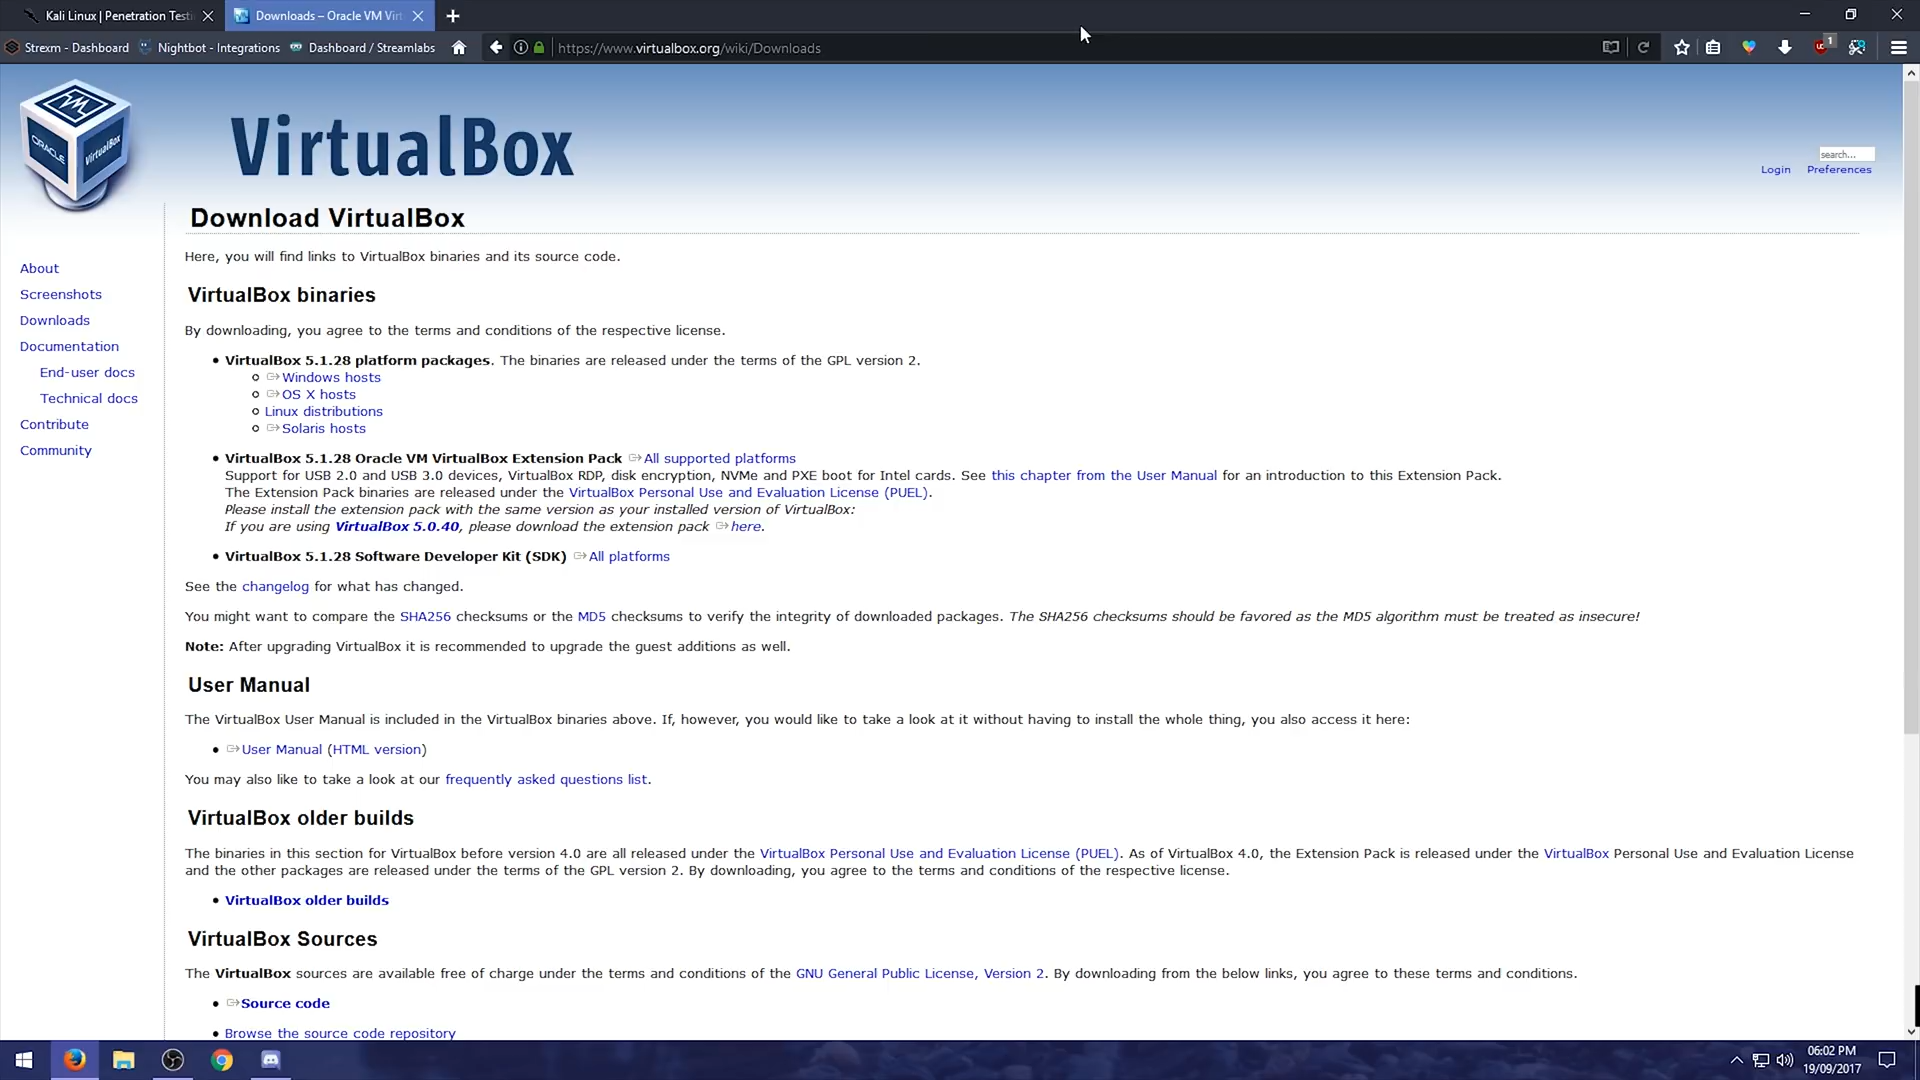 Kali Linux | Penetration Testi
Downloads – Oracle VM Virt
Strexm - Dashboard
Nightbot - Integrations
Dashboard / Streamlabs
https://www.virtualbox.org/wiki/Downloads
1
ORACLE
VirtualBox
VirtualBox
search...
Login Preferences
Download VirtualBox
Here, you will find links to VirtualBox binaries and its source code.
About
Screenshots
Downloads
Documentation
End-user docs
Technical docs
Contribute
Community
VirtualBox binaries
By downloading, you agree to the terms and conditions of the respective license.
VirtualBox 5.1.28 platform packages. The binaries are released under the terms of the GPL version 2.
Windows hosts
OS X hosts
Linux distributions
Solaris hosts
VirtualBox 5.1.28 Oracle VM VirtualBox Extension Pack All supported platforms
Support for USB 2.0 and USB 3.0 devices, VirtualBox RDP, disk encryption, NVMe and PXE boot for Intel cards. See this chapter from the User Manual for an introduction to this Extension Pack.
The Extension Pack binaries are released under the VirtualBox Personal Use and Evaluation License (PUEL).
Please install the extension pack with the same version as your installed version of VirtualBox:
If you are using VirtualBox 5.0.40, please download the extension pack here.
VirtualBox 5.1.28 Software Developer Kit (SDK) All platforms
See the changelog for what has changed.
You might want to compare the SHA256 checksums or the MD5 checksums to verify the integrity of downloaded packages. The SHA256 checksums should be favored as the MD5 algorithm must be treated as insecure!
Note: After upgrading VirtualBox it is recommended to upgrade the guest additions as well.
User Manual
The VirtualBox User Manual is included in the VirtualBox binaries above. If, however, you would like to take a look at it without having to install the whole thing, you also access it here:
User Manual (HTML version)
You may also like to take a look at our frequently asked questions list.
VirtualBox older builds
The binaries in this section for VirtualBox before version 4.0 are all released under the VirtualBox Personal Use and Evaluation License (PUEL). As of VirtualBox 4.0, the Extension Pack is released under the VirtualBox Personal Use and Evaluation License
and the other packages are released under the terms of the GPL version 2. By downloading, you agree to the terms and conditions of the respective license.
VirtualBox older builds
VirtualBox Sources
The VirtualBox sources are available free of charge under the terms and conditions of the GNU General Public License, Version 2. By downloading from the below links, you agree to these terms and conditions.
Source code
Browse the source code repository
06:02 PM
19/09/2017